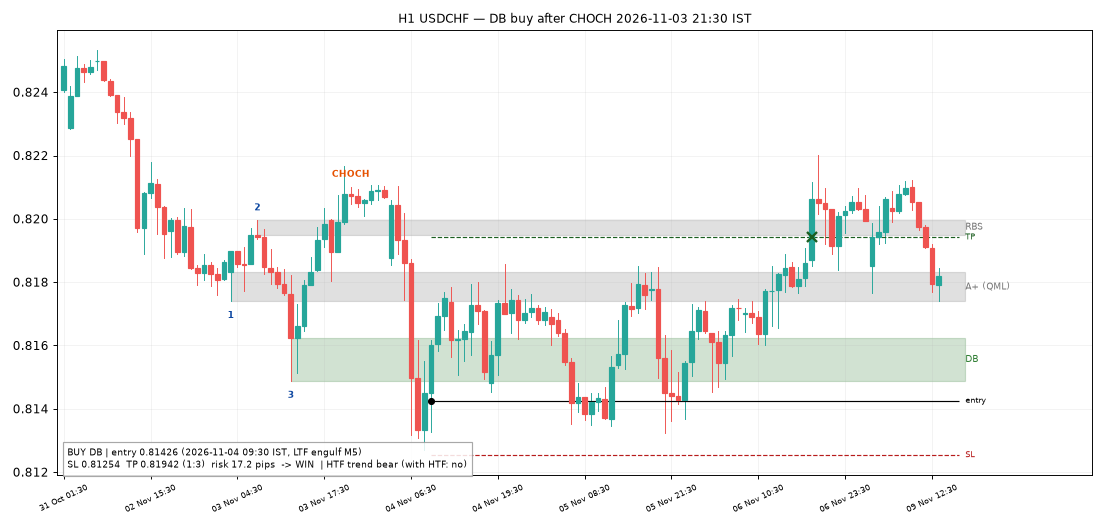 H1 USDCHF — DB buy after CHOCH 2026-11-03 21:30 IST
0.824
0.822
0.820
0.818
0.816
0.814
0.812
CHOCH
2
1
3
RBS
TP
A+ (QML)
DB
entry
SL
BUY DB | entry 0.81426 (2026-11-04 09:30 IST, LTF engulf M5)
SL 0.81254 TP 0.81942 (1:3) risk 17.2 pips -> WIN | HTF trend bear (with HTF: no)
31 Oct 01:30
02 Nov 15:30
03 Nov 04:30
03 Nov 17:30
04 Nov 06:30
04 Nov 19:30
05 Nov 08:30
05 Nov 21:30
06 Nov 10:30
06 Nov 23:30
09 Nov 12:30